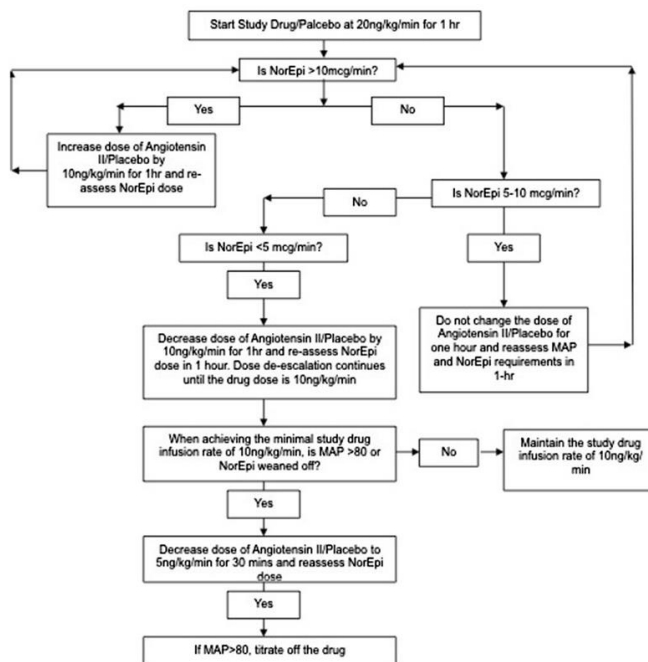 Start Study Drug/Palcebo at 20ng/kg/min for 1 hr
Is NorEpi >10mcg/min?
Yes
No
Increase dose of Angiotensin
II/Placebo by
10ng/kg/min for 1hr and re-
assess NorEpi dose
Is NorEpi 5-10 mcg/min?
No
Yes
Is NorEpi <5 mcg/min?
Yes
Do not change the dose of
Angiotensin II/Placebo for
one hour and reassess MAP
and NorEpi requirements in
1-hr
Decrease dose of Angiotensin II/Placebo by
10ng/kg/min for 1hr and re-assess NorEpi
dose in 1 hour. Dose de-escalation continues
until the drug dose is 10ng/kg/min
When achieving the minimal study drug
infusion rate of 10ng/kg/min, is MAP >80 or
NorEpi weaned off?
No
Maintain the study drug
infusion rate of 10ng/kg/
min
Yes
Decrease dose of Angiotensin II/Placebo to
5ng/kg/min for 30 mins and reassess NorEpi
dose
Yes
If MAP>80, titrate off the drug